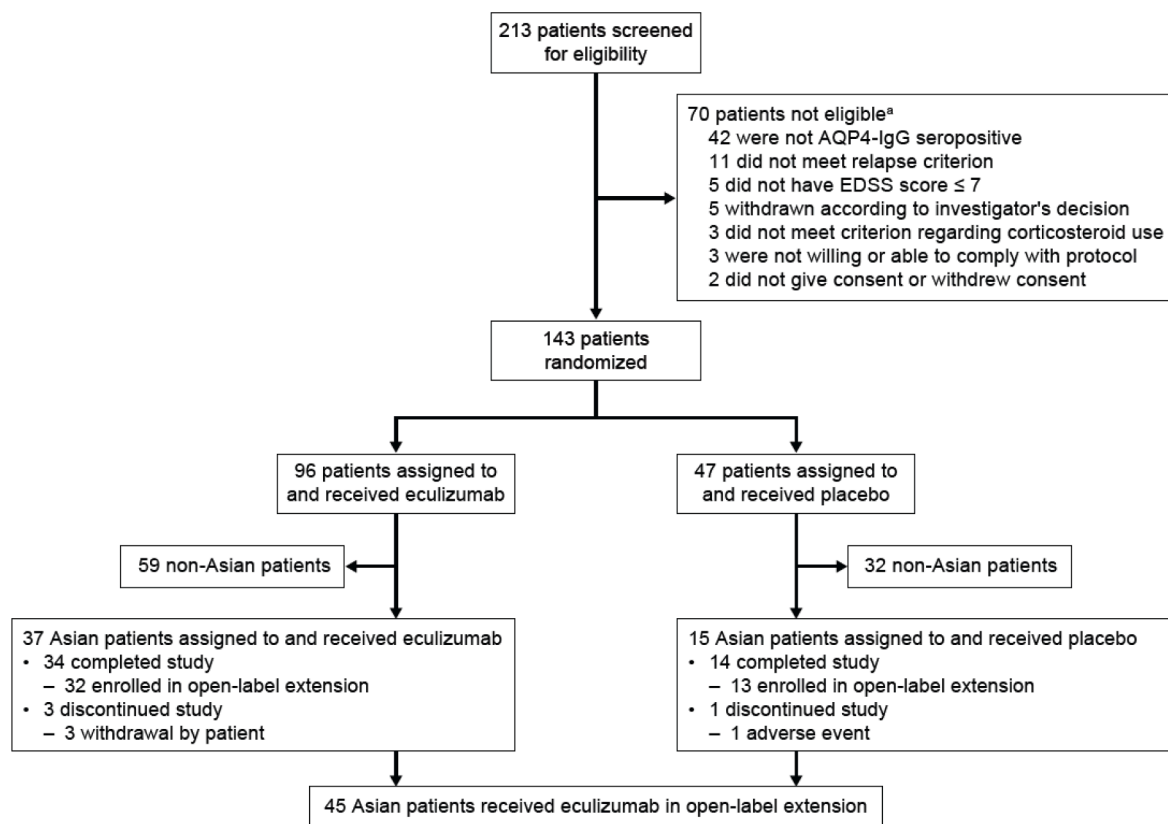 213 patients screened
for eligibility
70 patients not eligibleᵃ
42 were not AQP4-IgG seropositive
11 did not meet relapse criterion
5 did not have EDSS score ≤ 7
5 withdrawn according to investigator's decision
3 did not meet criterion regarding corticosteroid use
3 were not willing or able to comply with protocol
2 did not give consent or withdrew consent
143 patients
randomized
96 patients assigned to
and received eculizumab
47 patients assigned to
and received placebo
59 non-Asian patients
32 non-Asian patients
37 Asian patients assigned to and received eculizumab
• 34 completed study
– 32 enrolled in open-label extension
• 3 discontinued study
– 3 withdrawal by patient
15 Asian patients assigned to and received placebo
• 14 completed study
– 13 enrolled in open-label extension
• 1 discontinued study
– 1 adverse event
45 Asian patients received eculizumab in open-label extension